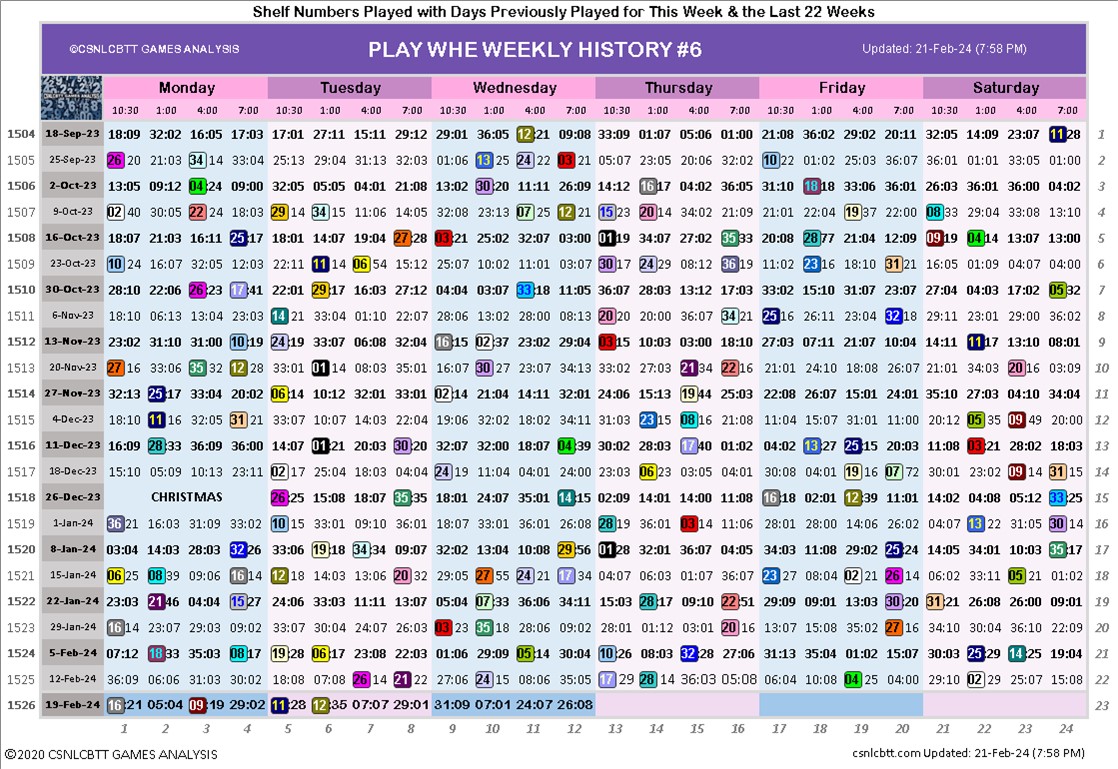 Shelf Numbers Played with Days Previously Played for This Week & the Last 22 Weeks
©CSNLCBTT GAMES ANALYSIS PLAY WHE WEEKLY HISTORY #6 Updated: 21-Feb-24 (7:58 PM)
Monday Tuesday Wednesday Thursday Friday Saturday
10:30 1:00 4:00 7:00 10:30 1:00 4:00 7:00 10:30 1:00 4:00 7:00 10:30 1:00 4:00 7:00 10:30 1:00 4:00 7:00 10:30 1:00 4:00 7:00
1504 18-Sep-23 18:09 32:02 16:05 17:03 17:01 27:11 15:11 29:12 29:01 36:05 12:21 09:08 33:09 01:07 05:06 01:00 21:08 36:02 29:02 20:11 32:05 14:09 23:07 11:28 1
1505 25-Sep-23 26:20 21:03 34:14 33:04 25:13 29:04 31:13 32:03 01:06 13:25 24:22 03:21 05:07 23:05 20:06 32:02 10:22 01:02 25:03 36:07 36:01 01:01 33:05 01:00 2
1506 2-Oct-23 13:05 09:12 04:24 09:00 32:05 05:05 04:01 21:08 13:02 30:20 11:11 26:09 14:12 16:17 04:02 36:05 31:10 18:18 33:06 36:01 26:03 36:01 36:00 04:02 3
1507 9-Oct-23 02:40 30:05 22:24 18:03 29:14 34:15 11:06 14:05 32:08 23:13 07:25 12:21 15:23 20:14 34:02 21:09 21:01 22:04 19:37 22:00 08:33 29:04 33:08 13:10 4
1508 16-Oct-23 18:07 21:03 16:11 25:17 18:01 14:07 19:04 27:28 03:21 25:02 32:07 03:00 01:19 34:07 27:02 35:33 20:08 28:77 21:04 12:09 09:19 04:14 13:07 13:00 5
1509 23-Oct-23 10:24 16:07 32:05 12:03 22:11 11:14 06:54 15:12 25:07 10:02 11:01 03:07 30:17 24:29 08:12 36:19 11:02 23:16 18:10 31:21 16:05 01:09 04:07 04:00 6
1510 30-Oct-23 28:10 22:06 26:23 17:41 22:01 29:17 16:03 27:12 04:04 03:07 33:18 11:05 36:07 28:03 13:12 17:03 33:02 15:10 11:04 21:07 27:04 04:03 17:02 05:32 7
1511 6-Nov-23 18:10 06:13 13:04 23:03 14:21 33:04 01:10 22:07 28:06 13:02 28:00 08:13 20:20 20:00 16:07 34:21 25:16 26:11 23:04 32:18 29:11 23:01 29:00 36:02 8
1512 13-Nov-23 23:02 31:10 31:00 10:19 24:19 33:07 06:08 32:04 16:15 02:37 23:02 29:04 03:15 10:03 03:00 18:10 27:03 07:11 21:07 10:04 14:11 11:17 13:10 08:01 9
1513 20-Nov-23 27:16 33:06 35:32 12:28 33:01 01:14 08:03 35:01 16:07 30:27 07:13 08:12 33:02 27:03 21:34 22:16 21:01 24:10 18:08 18:00 21:01 34:03 20:16 03:09 10
1514 27-Nov-23 32:13 25:17 33:04 20:02 06:14 10:12 32:01 33:01 02:14 21:04 14:11 32:01 24:06 15:13 19:44 25:03 22:08 26:07 15:01 24:01 35:10 27:03 04:10 34:04 11
1515 4-Dec-23 18:10 11:16 32:05 31:21 33:07 10:07 14:03 22:04 19:06 32:02 18:04 32:01 31:03 23:15 08:16 21:08 14:04 15:07 12:01 11:00 20:12 05:35 09:49 20:00 12
1516 11-Dec-23 16:09 28:33 36:09 36:00 14:07 01:21 20:03 30:20 32:07 32:00 18:07 04:39 30:02 28:03 17:40 01:02 04:02 13:27 25:15 20:03 11:08 03:21 28:02 18:03 13
1517 18-Dec-23 15:10 05:09 10:13 23:11 02:17 25:04 18:03 04:04 24:19 11:04 04:01 24:00 23:03 06:23 03:05 04:01 30:08 04:01 19:16 07:72 30:01 23:02 09:14 31:15 14
1518 26-Dec-23 CHRISTMAS 26:25 15:08 18:07 35:35 18:01 24:07 35:01 14:15 02:09 14:01 14:01 11:08 16:18 02:01 12:39 11:01 14:02 04:08 05:12 33:25 15
1519 1-Jan-24 36:21 16:03 31:09 33:02 10:15 33:01 09:10 36:01 18:07 33:01 36:01 26:08 28:19 36:01 03:14 11:06 28:01 28:00 14:06 26:02 04:07 13:22 31:05 30:14 16
1520 8-Jan-24 03:04 14:03 28:03 32:26 33:06 19:18 34:34 09:07 32:02 13:04 10:08 29:56 01:28 32:01 36:07 04:05 34:03 11:08 29:02 25:24 14:05 34:01 10:03 35:17 17
1521 15-Jan-24 06:25 08:39 09:06 16:14 12:18 14:03 13:06 20:32 29:05 27:55 24:21 17:34 04:07 06:03 01:07 36:07 23:27 08:04 02:21 26:14 06:02 33:11 05:21 01:02 18
1522 22-Jan-24 23:03 21:46 04:04 15:27 24:06 33:03 11:11 13:07 05:04 07:33 36:06 34:11 15:03 28:17 09:10 22:51 29:09 09:01 13:03 30:20 31:21 26:08 26:00 09:01 19
1523 29-Jan-24 16:14 23:07 29:03 09:02 33:07 30:04 24:07 26:03 03:23 35:18 28:06 09:02 28:01 01:12 03:01 20:16 13:07 15:08 35:02 27:16 34:10 30:04 36:10 22:09 20
1524 5-Feb-24 07:12 18:33 35:03 08:17 19:28 06:17 23:08 22:03 01:06 29:09 05:14 30:04 10:26 08:03 32:28 27:06 31:13 35:04 01:02 15:07 30:03 25:29 14:25 19:04 21
1525 12-Feb-24 36:09 06:06 31:03 30:02 18:08 07:08 26:14 21:22 27:06 24:15 08:06 35:05 17:29 28:14 36:03 05:08 06:04 10:08 04:25 04:00 29:10 02:29 25:07 15:08 22
1526 19-Feb-24 16:21 05:04 09:19 29:02 11:28 12:35 07:07 29:01 31:09 07:01 24:07 26:08 23
1 2 3 4 5 6 7 8 9 10 11 12 13 14 15 16 17 18 19 20 21 22 23 24
©2020 CSNLCBTT GAMES ANALYSIS csnlcbtt.com Updated: 21-Feb-24 (7:58 PM)